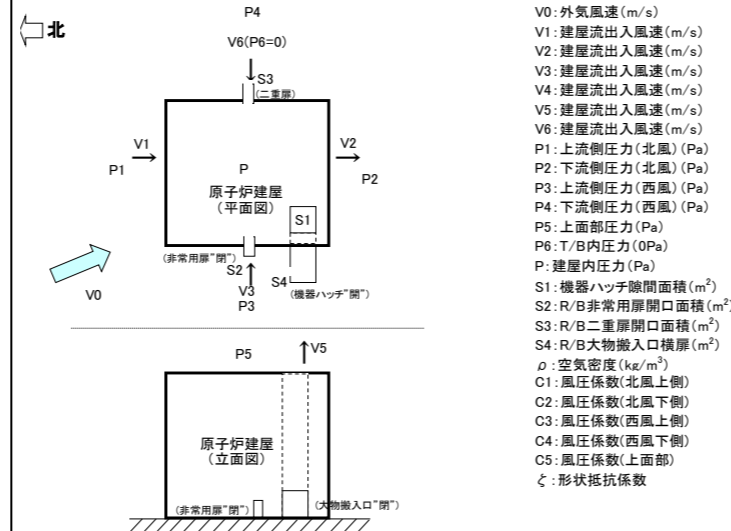 P4
北
V6(P6=0)
S3
(二重扉)
V1
P1
V2
P2
P
原子炉建屋
(平面図)
S1
(非常用扉"閉")
S2
V3
P3
S4
(機器ハッチ"開")
V0
P5
V5
原子炉建屋
(立面図)
(非常用扉"閉")
(大物搬入口"閉")
V0:外気風速(m/s)
V1:建屋流出入風速(m/s)
V2:建屋流出入風速(m/s)
V3:建屋流出入風速(m/s)
V4:建屋流出入風速(m/s)
V5:建屋流出入風速(m/s)
V6:建屋流出入風速(m/s)
P1:上流側圧力(北風)(Pa)
P2:下流側圧力(北風)(Pa)
P3:上流側圧力(西風)(Pa)
P4:下流側圧力(西風)(Pa)
P5:上面部圧力(Pa)
P6:T/B内圧力(0Pa)
P:建屋内圧力(Pa)
S1:機器ハッチ隙間面積(m²)
S2:R/B非常用扉開口面積(m²)
S3:R/B二重扉開口面積(m²)
S4:R/B大物搬入口横扉(m²)
ρ:空気密度(kg/m³)
C1:風圧係数(北風上側)
C2:風圧係数(北風下側)
C3:風圧係数(西風上側)
C4:風圧係数(西風下側)
C5:風圧係数(上面部)
ζ:形状抵抗係数